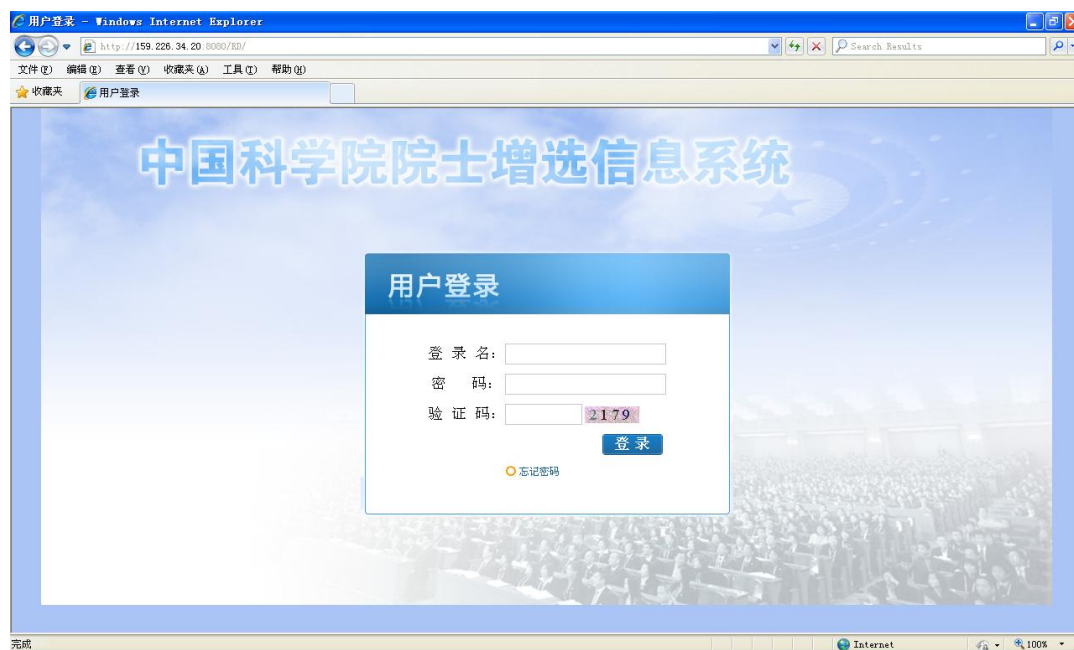 用户登录 - Windows Internet Explorer
http://159.226.34.20:8080/RD/
Search Results
文件(F) 编辑(E) 查看(V) 收藏夹(A) 工具(T) 帮助(H)
收藏夹 用户登录
中国科学院院士增选信息系统
用户登录
登 录 名:
密 码:
验 证 码: 2179
登 录
忘记密码
完成 Internet 100%